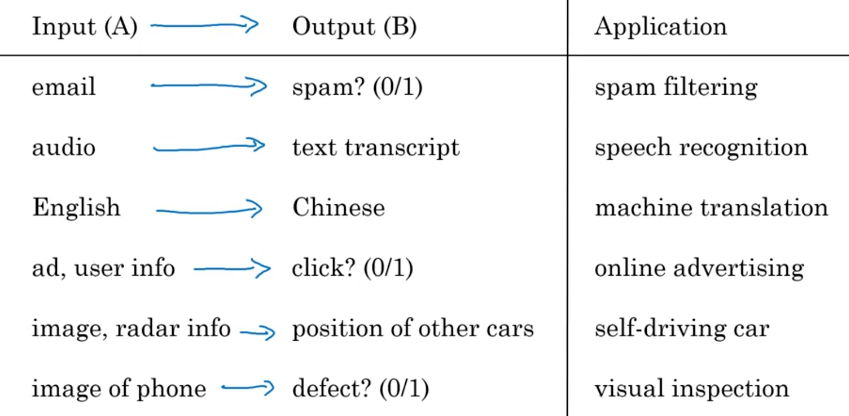 Input (A) Output (B) Application
email spam? (0/1) spam filtering
audio text transcript speech recognition
English Chinese machine translation
ad, user info click? (0/1) online advertising
image, radar info position of other cars self-driving car
image of phone defect? (0/1) visual inspection